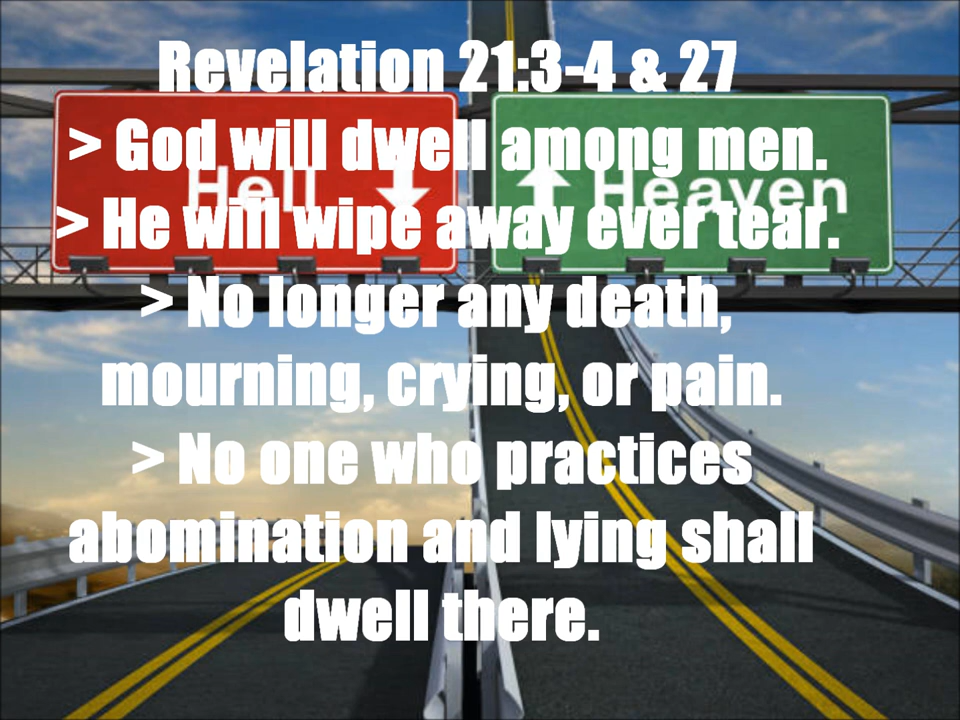 Revelation 21:3-4 & 27
> God will dwell among men.
Hell Heaven
> He will wipe away ever tear.
> No longer any death,
mourning, crying, or pain.
> No one who practices
abomination and lying shall
dwell there.